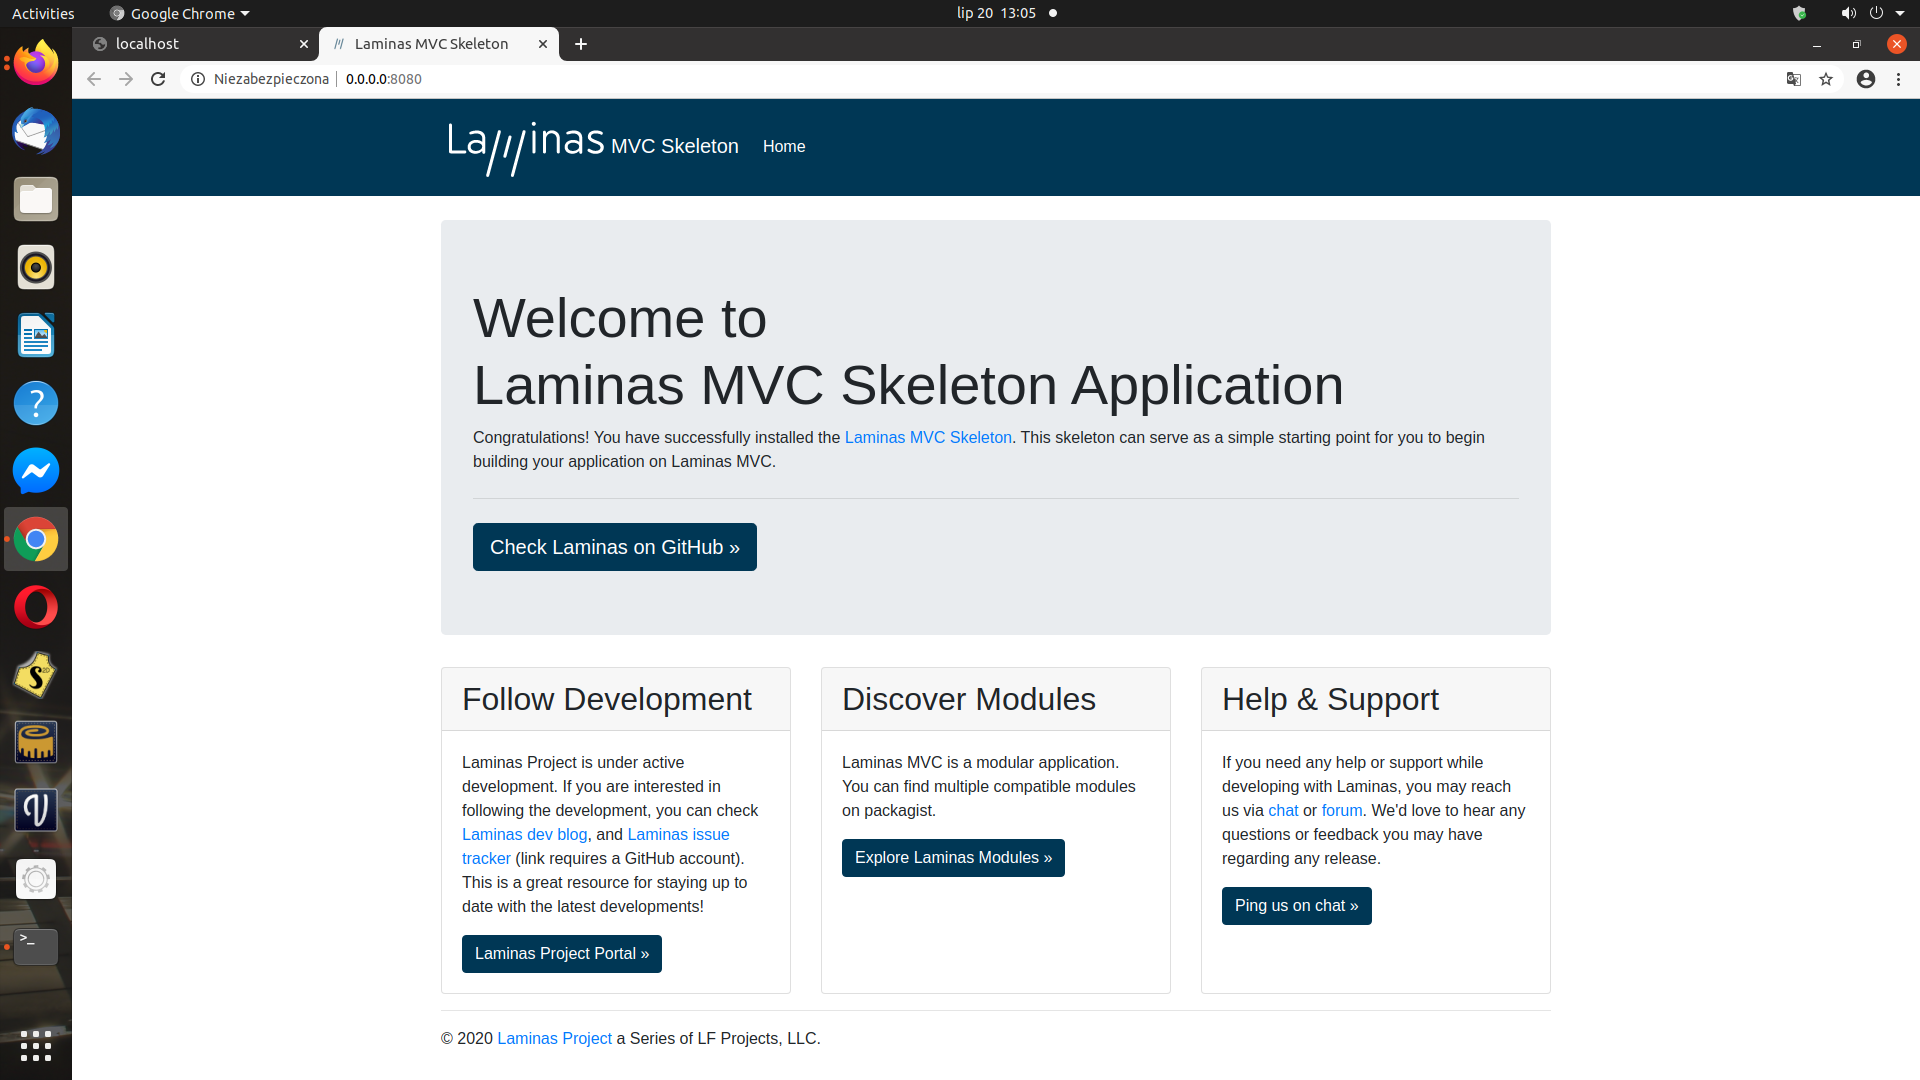 Activities
Google Chrome
lip 20 13:05
localhost
Laminas MVC Skeleton
Niezabezpieczona
0.0.0.0:8080
Laminas MVC Skeleton
Home
Welcome to
Laminas MVC Skeleton Application
Congratulations! You have successfully installed the Laminas MVC Skeleton. This skeleton can serve as a simple starting point for you to begin
building your application on Laminas MVC.
Check Laminas on GitHub »
Follow Development
Laminas Project is under active
development. If you are interested in
following the development, you can check
Laminas dev blog, and Laminas issue
tracker (link requires a GitHub account).
This is a great resource for staying up to
date with the latest developments!
Laminas Project Portal »
Discover Modules
Laminas MVC is a modular application.
You can find multiple compatible modules
on packagist.
Explore Laminas Modules »
Help & Support
If you need any help or support while
developing with Laminas, you may reach
us via chat or forum. We'd love to hear any
questions or feedback you may have
regarding any release.
Ping us on chat »
© 2020 Laminas Project a Series of LF Projects, LLC.